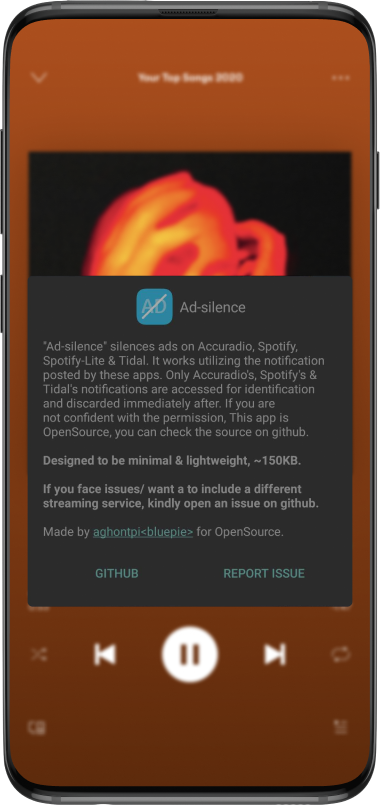 Your Top Songs 2020
AD Ad-silence
"Ad-silence" silences ads on Accuradio, Spotify,
Spotify-Lite & Tidal. It works utilizing the notification
posted by these apps. Only Accuradio's, Spotify's &
Tidal's notifications are accessed for identification
and discarded immediately after. If you are
not confident with the permission, This app is
OpenSource, you can check the source on github.
Designed to be minimal & lightweight, ~150KB.
If you face issues/ want a to include a different
streaming service, kindly open an issue on github.
Made by aghontpi<bluepie> for OpenSource.
GITHUB REPORT ISSUE